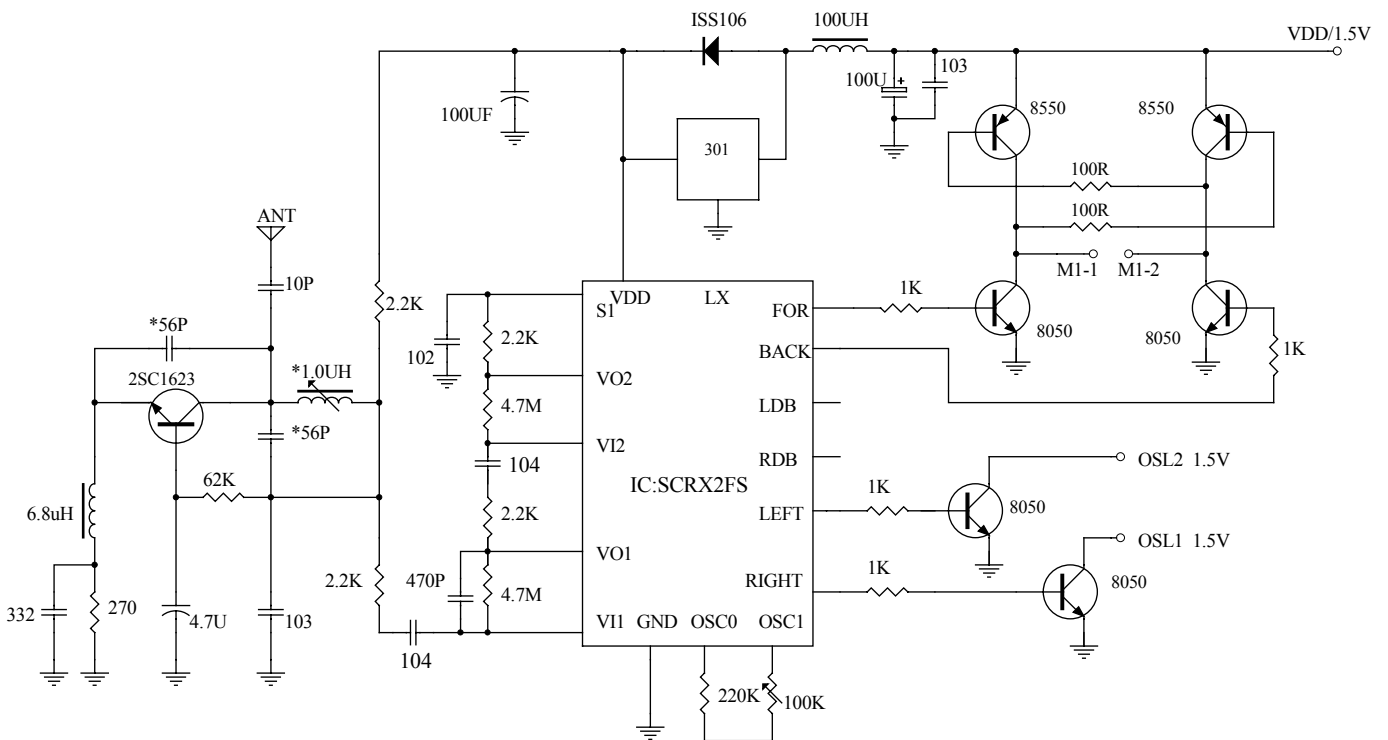 ISS106
100UH
VDD/1.5V
100U
+
103
100UF
8550
8550
301
100R
100R
ANT
M1-1
M1-2
10P
2.2K
VDD
LX
S1
FOR
1K
8050
8050
*56P
102
2.2K
BACK
1K
2SC1623
*1.0UH
VO2
4.7M
LDB
*56P
VI2
104
RDB
OSL2 1.5V
62K
IC:SCRX2FS
1K
6.8uH
2.2K
LEFT
8050
OSL1 1.5V
VO1
1K
2.2K
470P
RIGHT
8050
4.7M
332
270
4.7U
103
VI1
GND
OSC0
OSC1
104
220K
100K